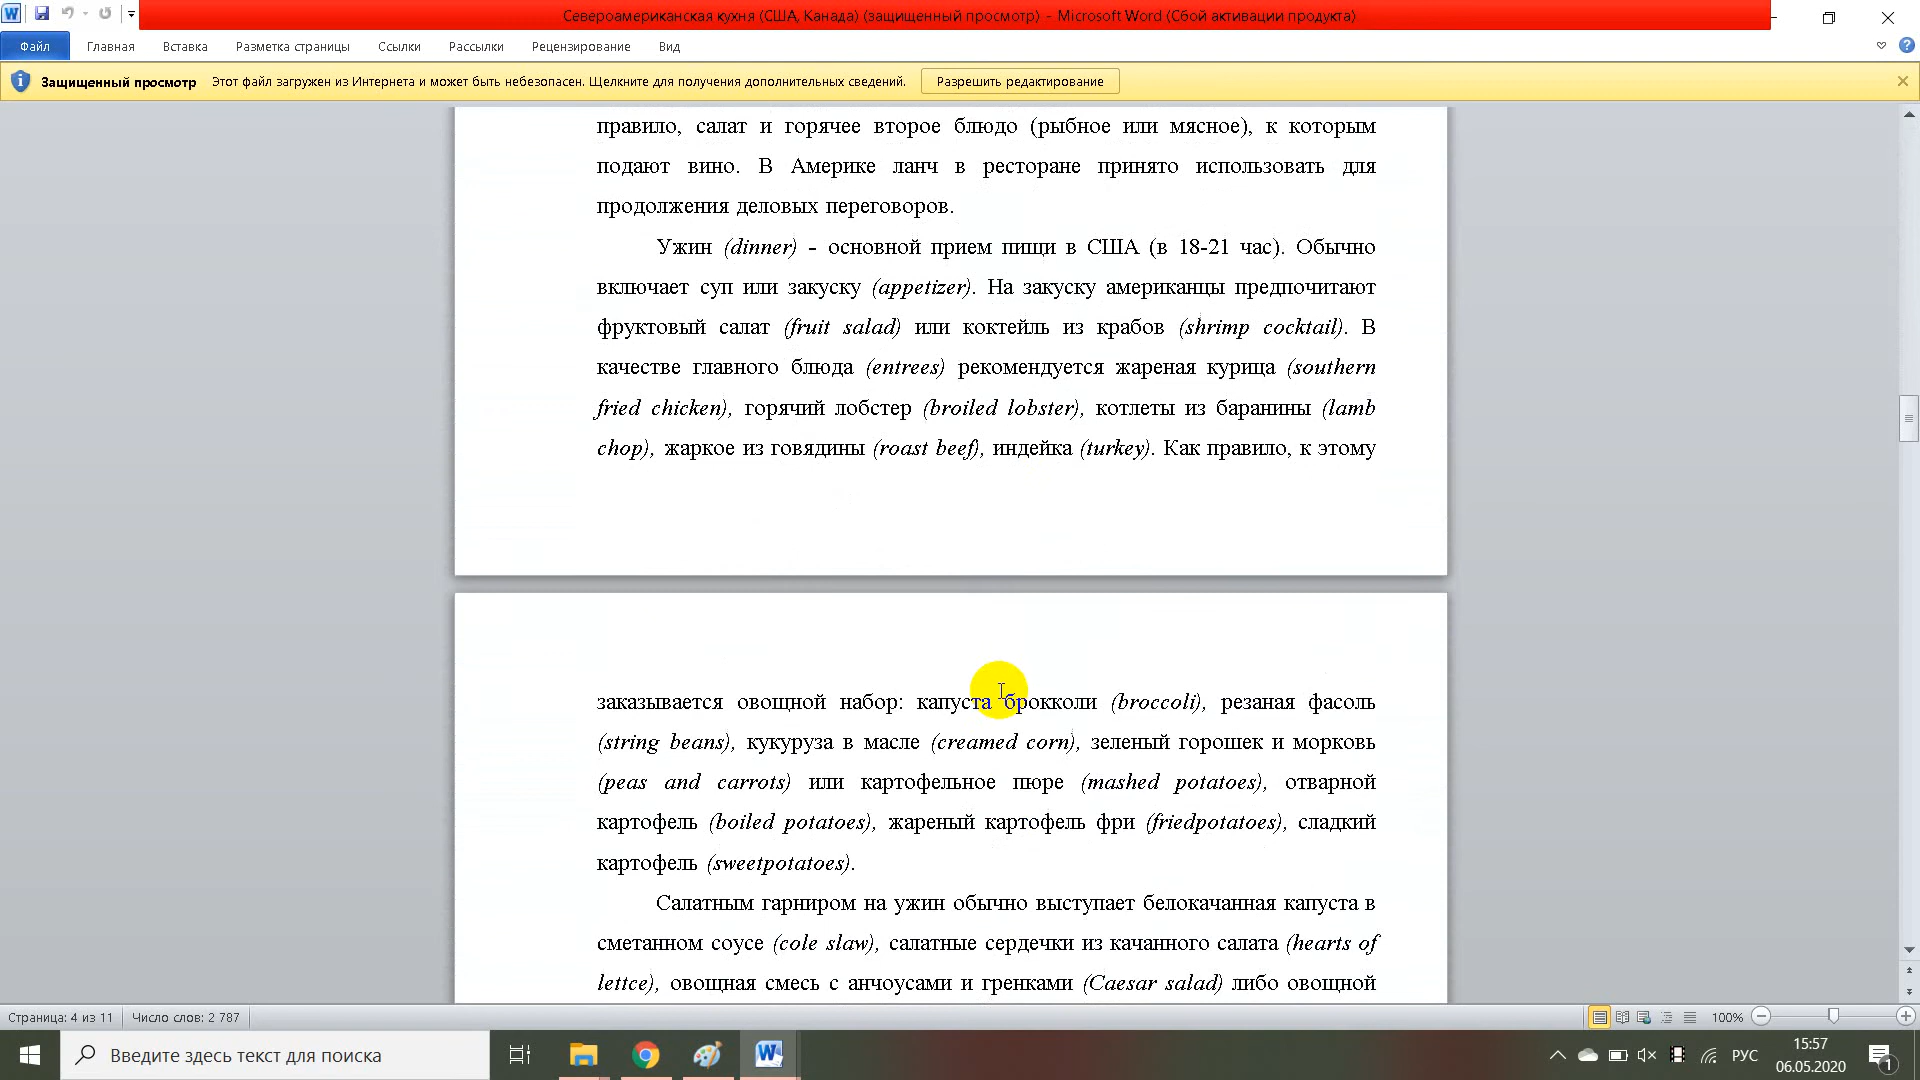 Североамериканская кухня (США, Канада) (защищенный просмотр) - Microsoft Word (Сбой активации продукта)
Файл Главная Вставка Разметка страницы Ссылки Рассылки Рецензирование Вид
Защищенный просмотр Этот файл загружен из Интернета и может быть небезопасен. Щелкните для получения дополнительных сведений. Разрешить редактирование
правило, салат и горячее второе блюдо (рыбное или мясное), к которым
подают вино. В Америке ланч в ресторане принято использовать для
продолжения деловых переговоров.
Ужин (dinner) - основной прием пищи в США (в 18-21 час). Обычно
включает суп или закуску (appetizer). На закуску американцы предпочитают
фруктовый салат (fruit salad) или коктейль из крабов (shrimp cocktail). В
качестве главного блюда (entrees) рекомендуется жареная курица (southern
fried chicken), горячий лобстер (broiled lobster), котлеты из баранины (lamb
chop), жаркое из говядины (roast beef), индейка (turkey). Как правило, к этому
заказывается овощной набор: капуста брокколи (broccoli), резаная фасоль
(string beans), кукуруза в масле (creamed corn), зеленый горошек и морковь
(peas and carrots) или картофельное пюре (mashed potatoes), отварной
картофель (boiled potatoes), жареный картофель фри (friedpotatoes), сладкий
картофель (sweetpotatoes).
Салатным гарниром на ужин обычно выступает белокачанная капуста в
сметанном соусе (cole slaw), салатные сердечки из качанного салата (hearts of
lettce), овощная смесь с анчоусами и гренками (Caesar salad) либо овощной
Страница: 4 из 11 Число слов: 2 787 100%
Введите здесь текст для поиска РУС 15:57
06.05.2020 1